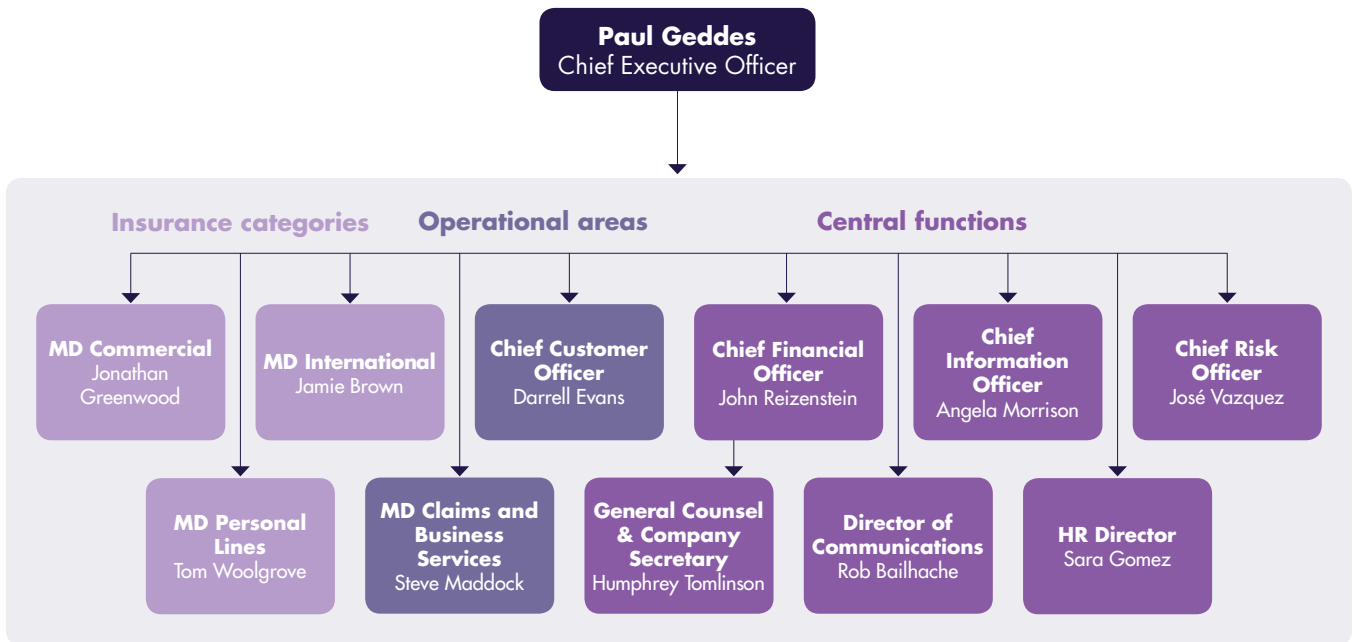 Paul Geddes
Chief Executive Officer
Insurance categories
Operational areas
Central functions
MD Commercial
Jonathan
Greenwood
MD International
Jamie Brown
Chief Customer
Officer
Darrell Evans
Chief Financial
Officer
John Reizenstein
Chief
Information
Officer
Angela Morrison
Chief Risk
Officer
José Vazquez
MD Personal
Lines
Tom Woolgrove
MD Claims and
Business
Services
Steve Maddock
General Counsel
& Company
Secretary
Humphrey Tomlinson
Director of
Communications
Rob Bailhache
HR Director
Sara Gomez